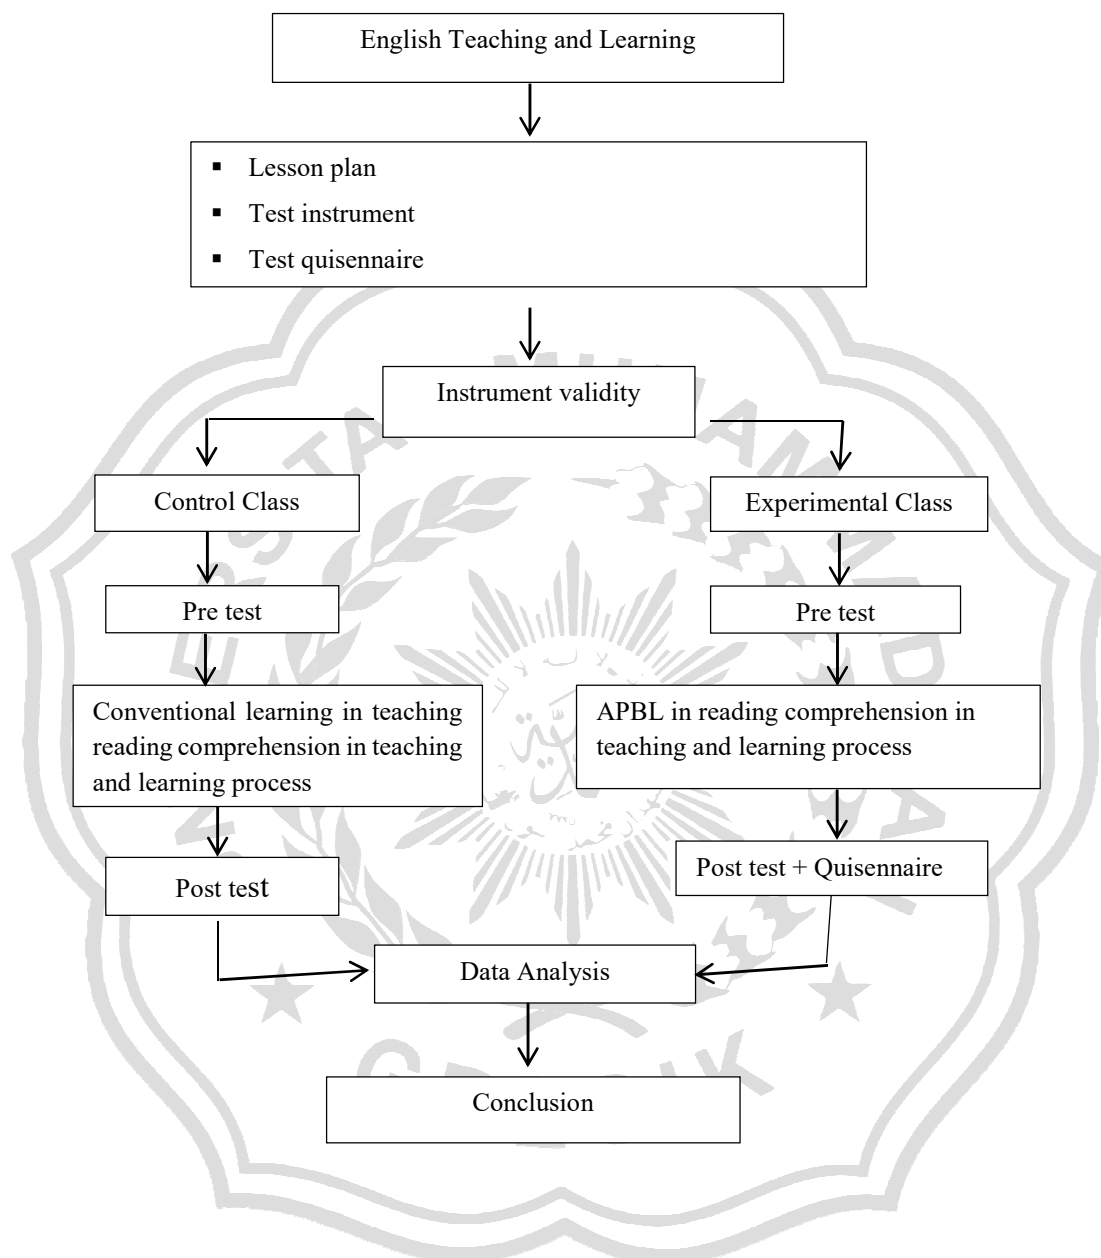 English Teaching and Learning
▪ Lesson plan
▪ Test instrument
▪ Test quisennaire
Instrument validity
Control Class
Experimental Class
Pre test
Pre test
Conventional learning in teaching
reading comprehension in teaching
and learning process
APBL in reading comprehension in
teaching and learning process
Post test
Post test + Quisennaire
Data Analysis
Conclusion